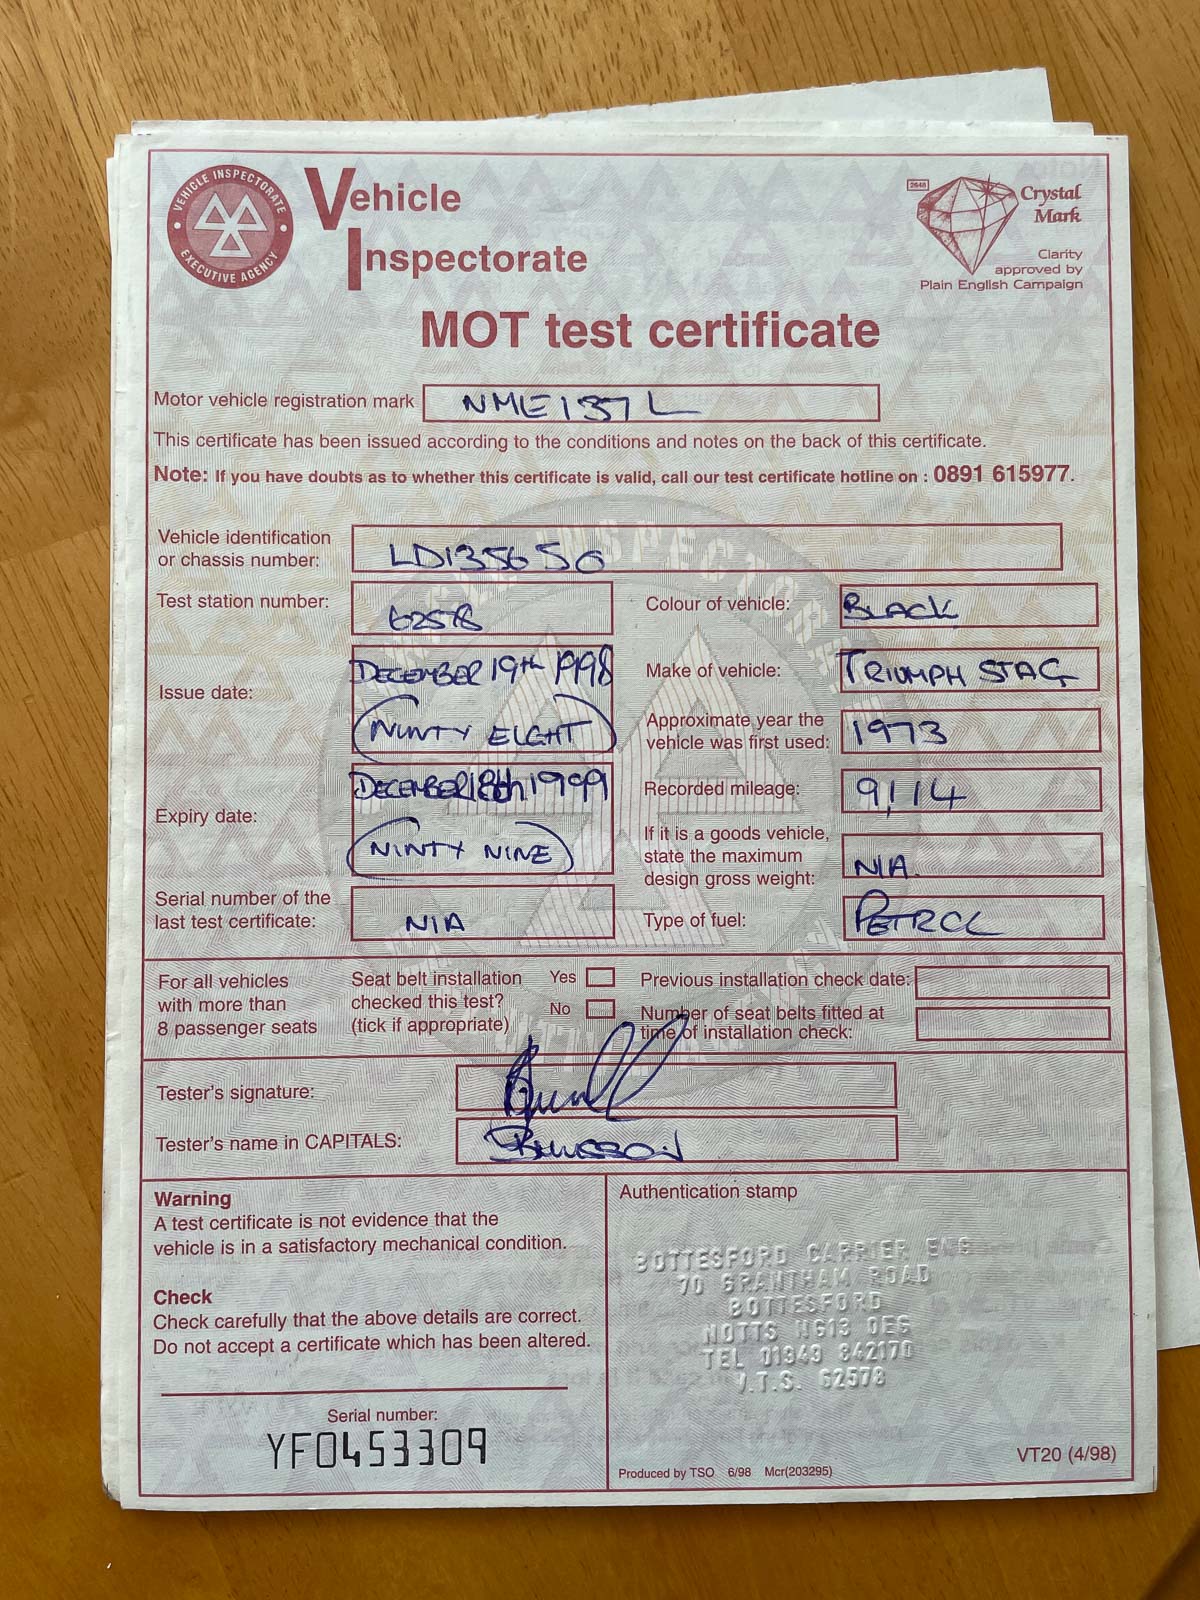 VEHICLE INSPECTORATE
EXECUTIVE AGENCY
Vehicle
Inspectorate
2648
Crystal
Mark
Clarity
approved by
Plain English Campaign
MOT test certificate
Motor vehicle registration mark NME 137 L
This certificate has been issued according to the conditions and notes on the back of this certificate.
Note: If you have doubts as to whether this certificate is valid, call our test certificate hotline on : 0891 615977.
Vehicle identification
or chassis number: LD13565
Test station number: 62578
Colour of vehicle: BLACK
Issue date: DECEMBER 19th 1998
NINTY EIGHT
Make of vehicle: TRIUMPH STAG
Approximate year the
vehicle was first used: 1973
Expiry date: DECEMBER 18th 1999
NINTY NINE
Recorded mileage: 9114
If it is a goods vehicle,
state the maximum
design gross weight: N/A.
Serial number of the
last test certificate: N/A
Type of fuel: PETROL
For all vehicles
with more than
8 passenger seats
Seat belt installation
checked this test?
(tick if appropriate)
Yes
No
Previous installation check date:
Number of seat belts fitted at
time of installation check:
Tester's signature:
Tester's name in CAPITALS:
Warning
A test certificate is not evidence that the
vehicle is in a satisfactory mechanical condition.
Check
Check carefully that the above details are correct.
Do not accept a certificate which has been altered.
Serial number:
YF0453309
Authentication stamp
BOTTESFORD CARRIER ENG
70 GRANTHAM ROAD
BOTTESFORD
NOTTS NG13 0EG
TEL 01949 842170
V.T.S. 62578
Produced by TSO 6/98 Mcr(203295)
VT20 (4/98)